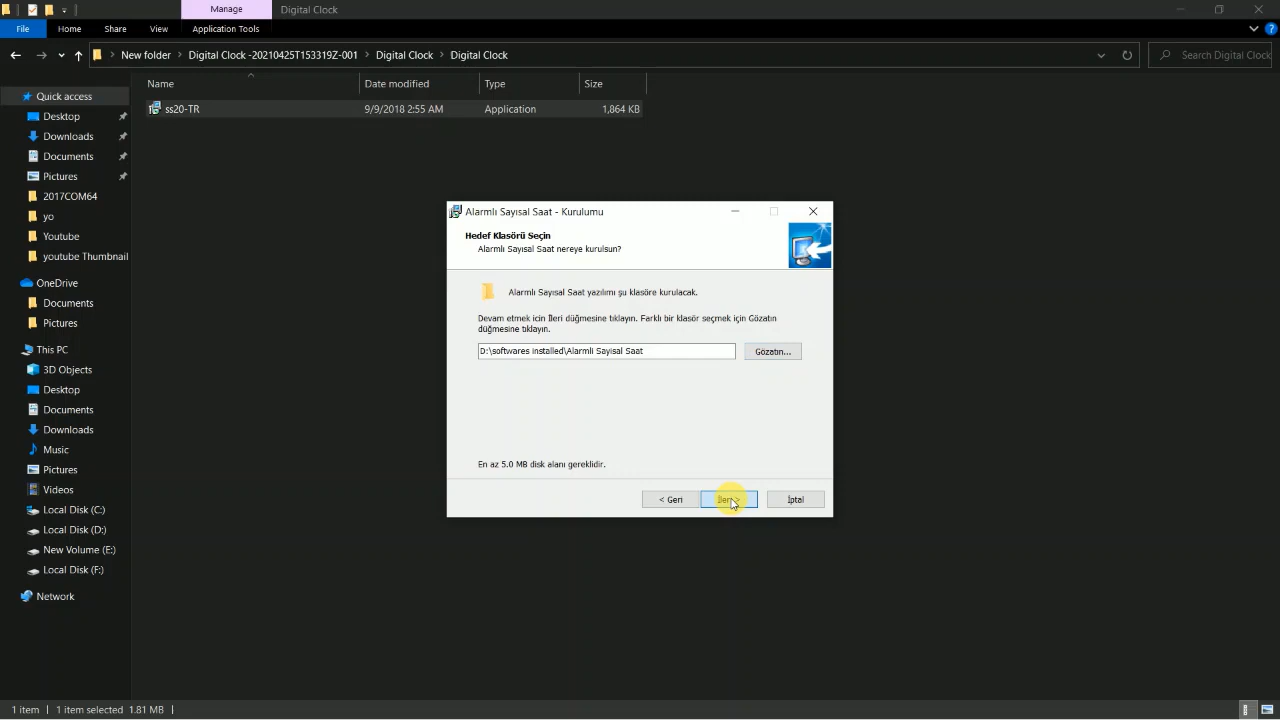 Manage
Digital Clock
File
Home
Share
View
Application Tools
New folder
Digital Clock -20210425T153319Z-001
Digital Clock
Digital Clock
Search Digital Clock
Name
Date modified
Type
Size
Quick access
ss20-TR
9/9/2018 2:55 AM
Application
1,864 KB
Desktop
Downloads
Documents
Pictures
2017COM64
yo
Youtube
youtube Thumbnail
OneDrive
Documents
Pictures
This PC
3D Objects
Desktop
Documents
Downloads
Music
Pictures
Videos
Local Disk (C:)
Local Disk (D:)
New Volume (E:)
Local Disk (F:)
Network
Alarmlı Sayısal Saat - Kurulumu
Hedef Klasörü Seçin
Alarmlı Sayısal Saat nereye kurulsun?
Alarmlı Sayısal Saat yazılımı şu klasöre kurulacak.
Devam etmek için İleri düğmesine tıklayın. Farklı bir klasör seçmek için Gözatın
düğmesine tıklayın.
D:\softwares installed\Alarmli Sayisal Saat
Gözatın...
En az 5.0 MB disk alanı gereklidir.
< Geri
İleri >
İptal
1 item
1 item selected 1.81 MB